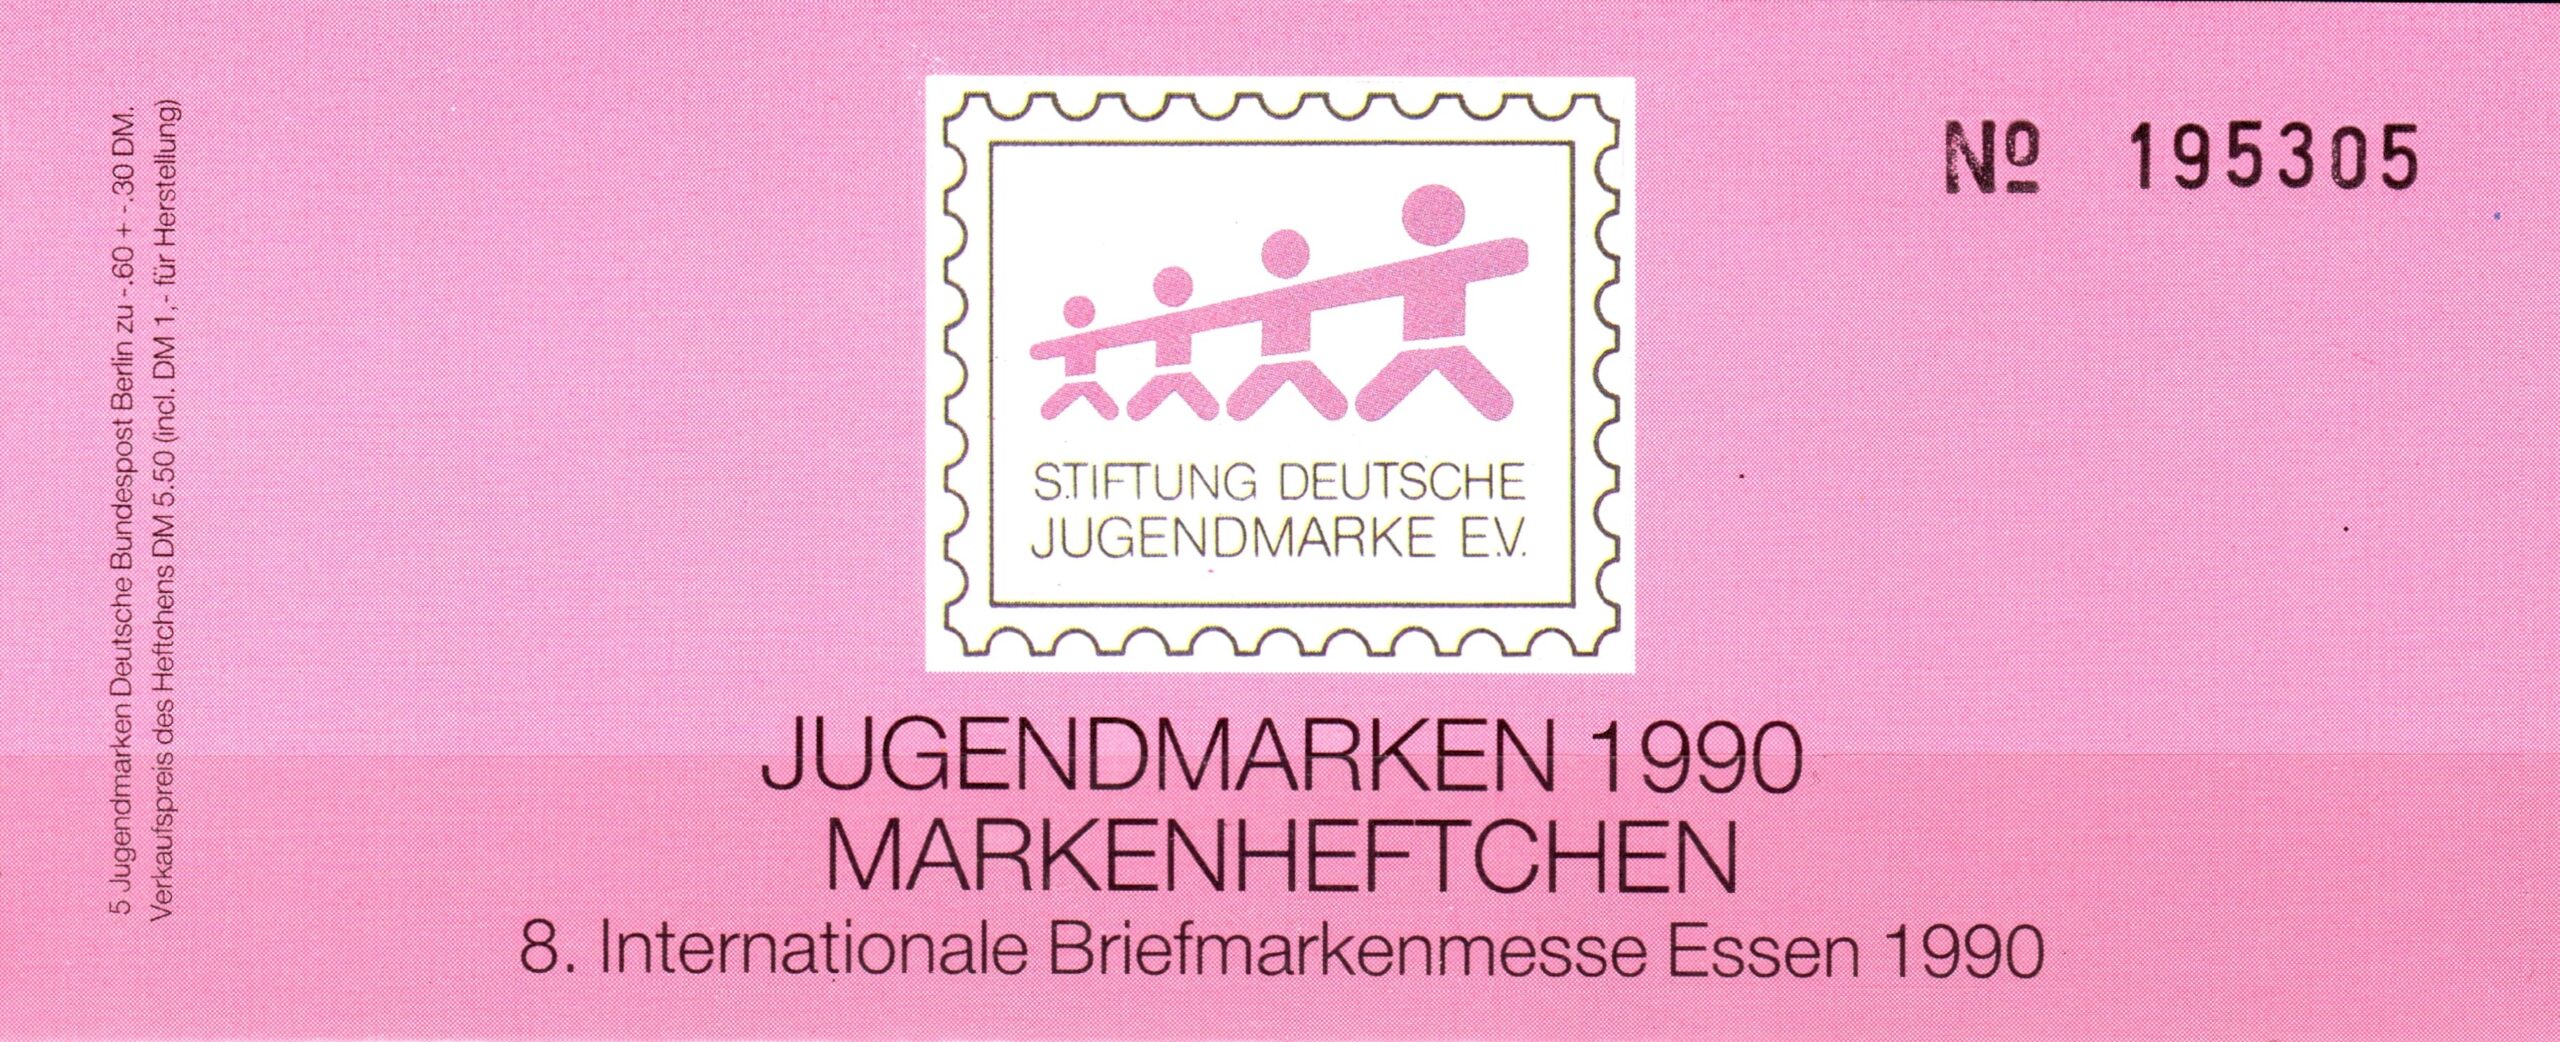 5 Jugendmarken Deutsche Bundespost Berlin zu -.60 + -.30 DM.
Verkaufspreis des Heftchens DM 5.50 (incl. DM 1,- für Herstellung)
Nº 195305
STIFTUNG DEUTSCHE
JUGENDMARKE E.V.
JUGENDMARKEN 1990
MARKENHEFTCHEN
8. Internationale Briefmarkenmesse Essen 1990